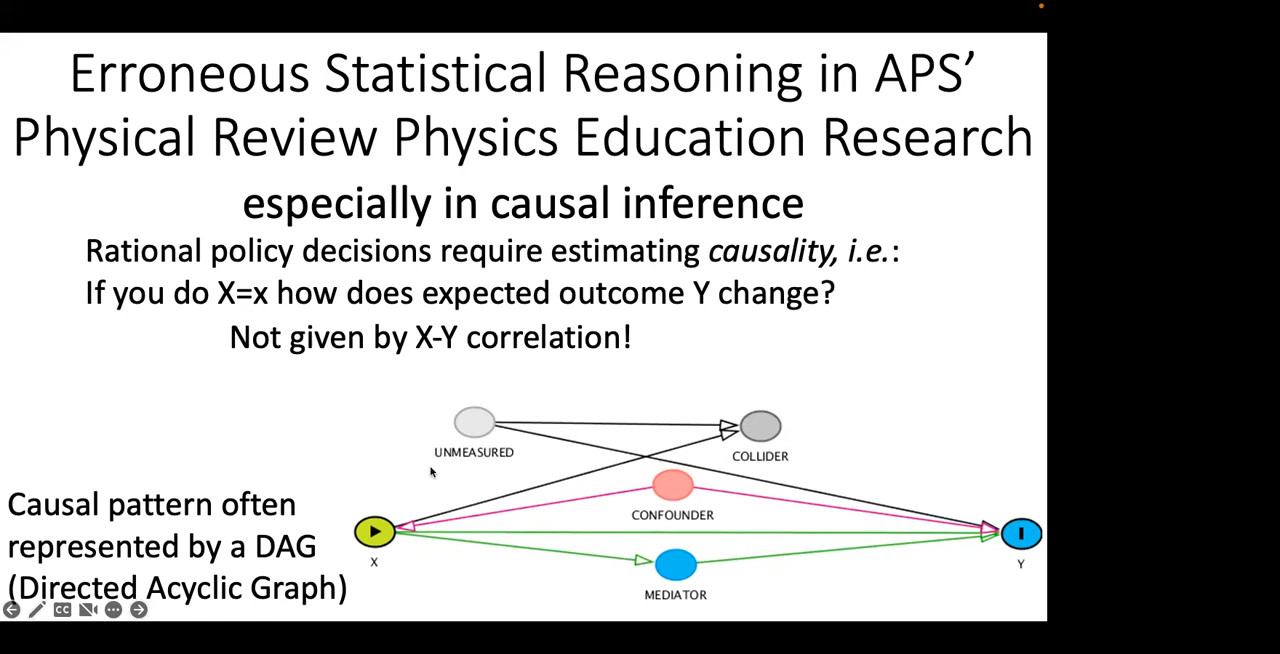 Erroneous Statistical Reasoning in APS’
Physical Review Physics Education Research
especially in causal inference
Rational policy decisions require estimating causality, i.e.:
If you do X=x how does expected outcome Y change?
Not given by X-Y correlation!
UNMEASURED
COLLIDER
CONFOUNDER
X
Y
MEDIATOR
Causal pattern often
represented by a DAG
(Directed Acyclic Graph)
CC